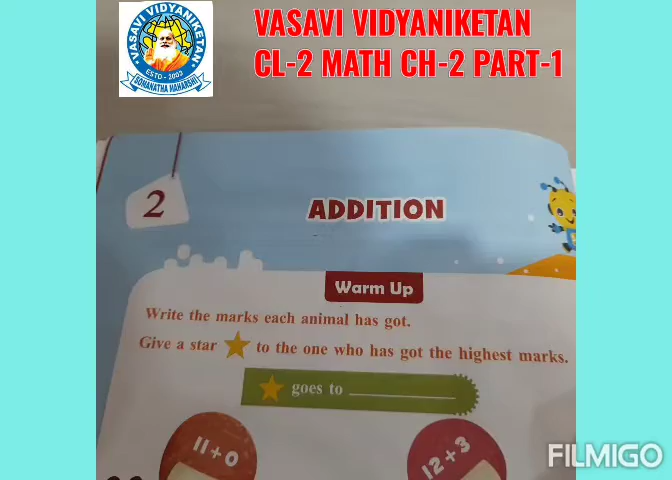 VASAVI VIDYANIKETAN
ESTD - 2003
SOMANATHA MAHARSHI
VASAVI VIDYANIKETAN
CL-2 MATH CH-2 PART-1
2
ADDITION
Warm Up
Write the marks each animal has got.
Give a star to the one who has got the highest marks.
goes to
11+0
12+3
FILMIGO